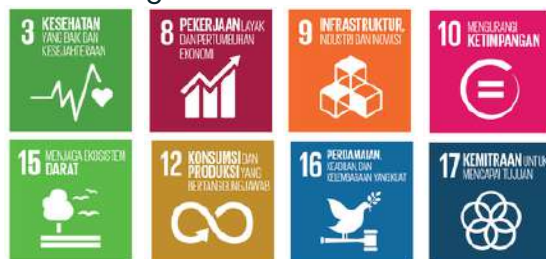 3 KESEHATAN
YANG BAIK DAN
KESEJAHTERAAN
8 PEKERJAAN LAYAK
DAN PERTUMBUHAN
EKONOMI
9 INFRASTRUKTUR,
INDUSTRI DAN INOVASI
10 MENGURANGI
KETIMPANGAN
15 MENJAGA EKOSISTEM
DARAT
12 KONSUMSI DAN
PRODUKSI YANG
BERTANGGUNGJAWAB
16 PERDAMAIAN,
KEADILAN, DAN
KELEMBAGAAN YANG KUAT
17 KEMITRAAN UNTUK
MENCAPAI TUJUAN